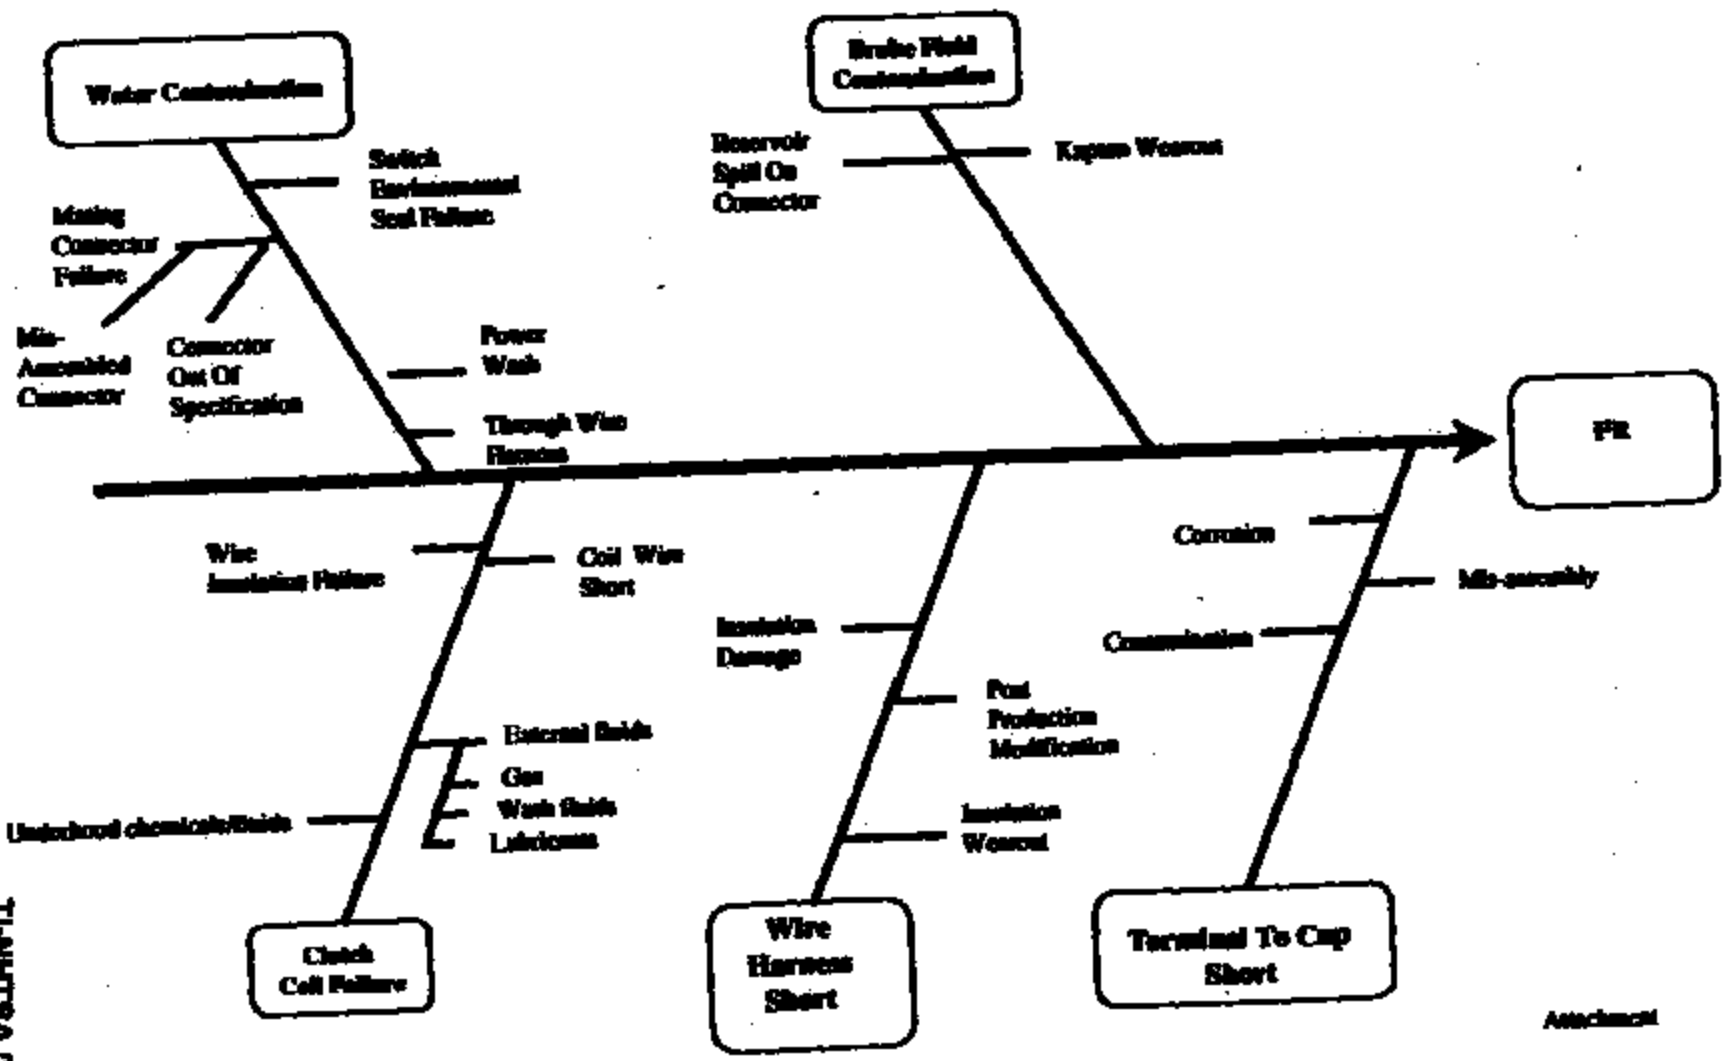 Water Contamination
Brake Fluid
Contamination
Switch
Environmental
Seal Failure
Reservoir
Spill On
Connector
Kapton Wearout
Mating
Connector
Failure
Mis-
Assembled
Connector
Connector
Out Of
Specification
Power
Wash
Through Wire
Harness
I²R
Wire
Insulation Failure
Coil Wire
Short
Corrosion
Mis-assembly
Insulation
Damage
Contamination
Post
Production
Modification
External fluids
Gas
Wash fluids
Lubricants
Underhood chemicals/fluids
Insulation
Wearout
Clutch
Coil Failure
Wire
Harness
Short
Terminal To Cup
Short
Attachment